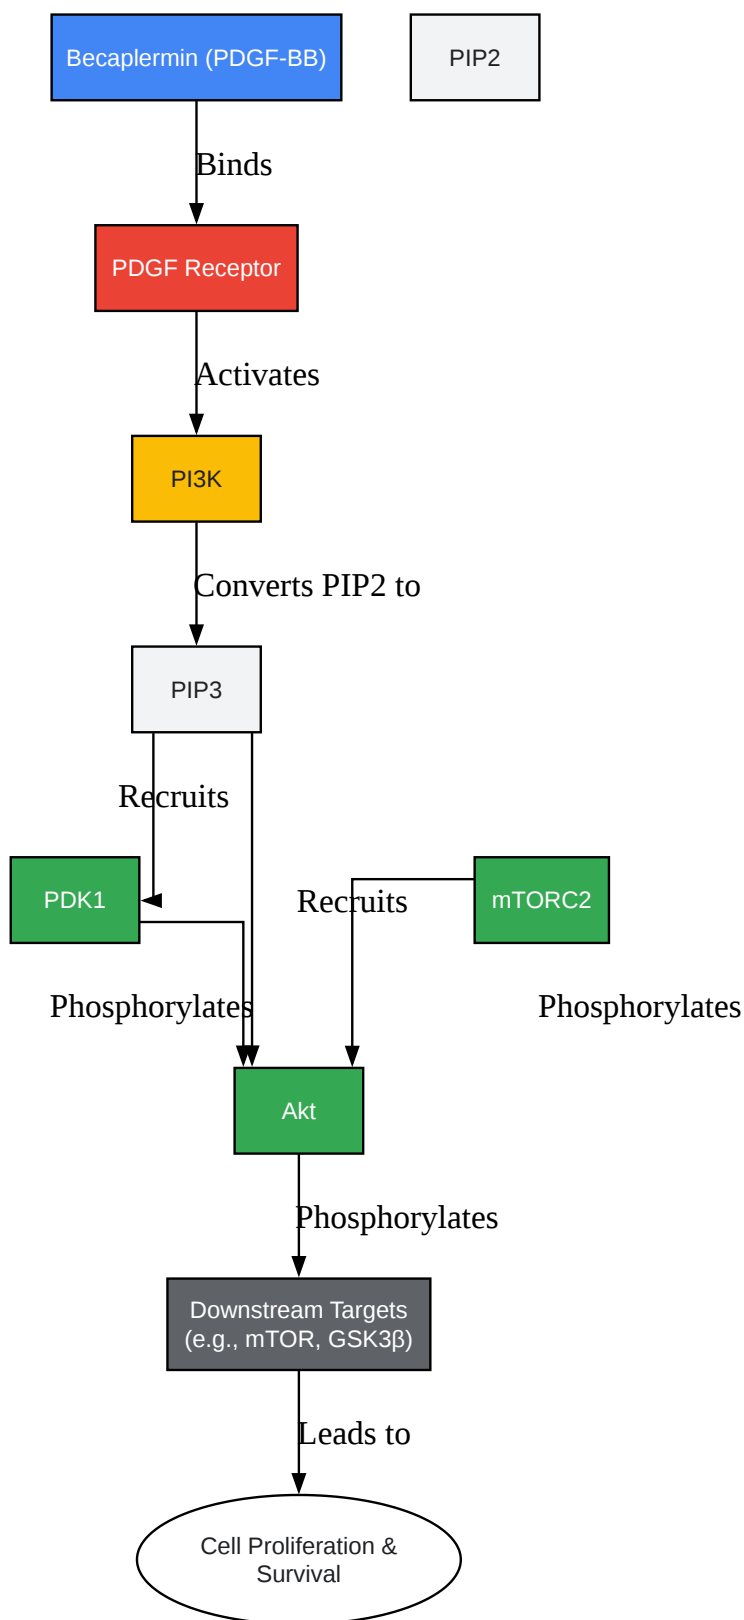 Becaplermin (PDGF-BB)
PIP2
Binds
PDGF Receptor
Activates
PI3K
Converts PIP2 to
PIP3
Recruits
PDK1
Recruits
mTORC2
Phosphorylates
Phosphorylates
Akt
Phosphorylates
Downstream Targets
(e.g., mTOR, GSK3β)
Leads to
Cell Proliferation &
Survival